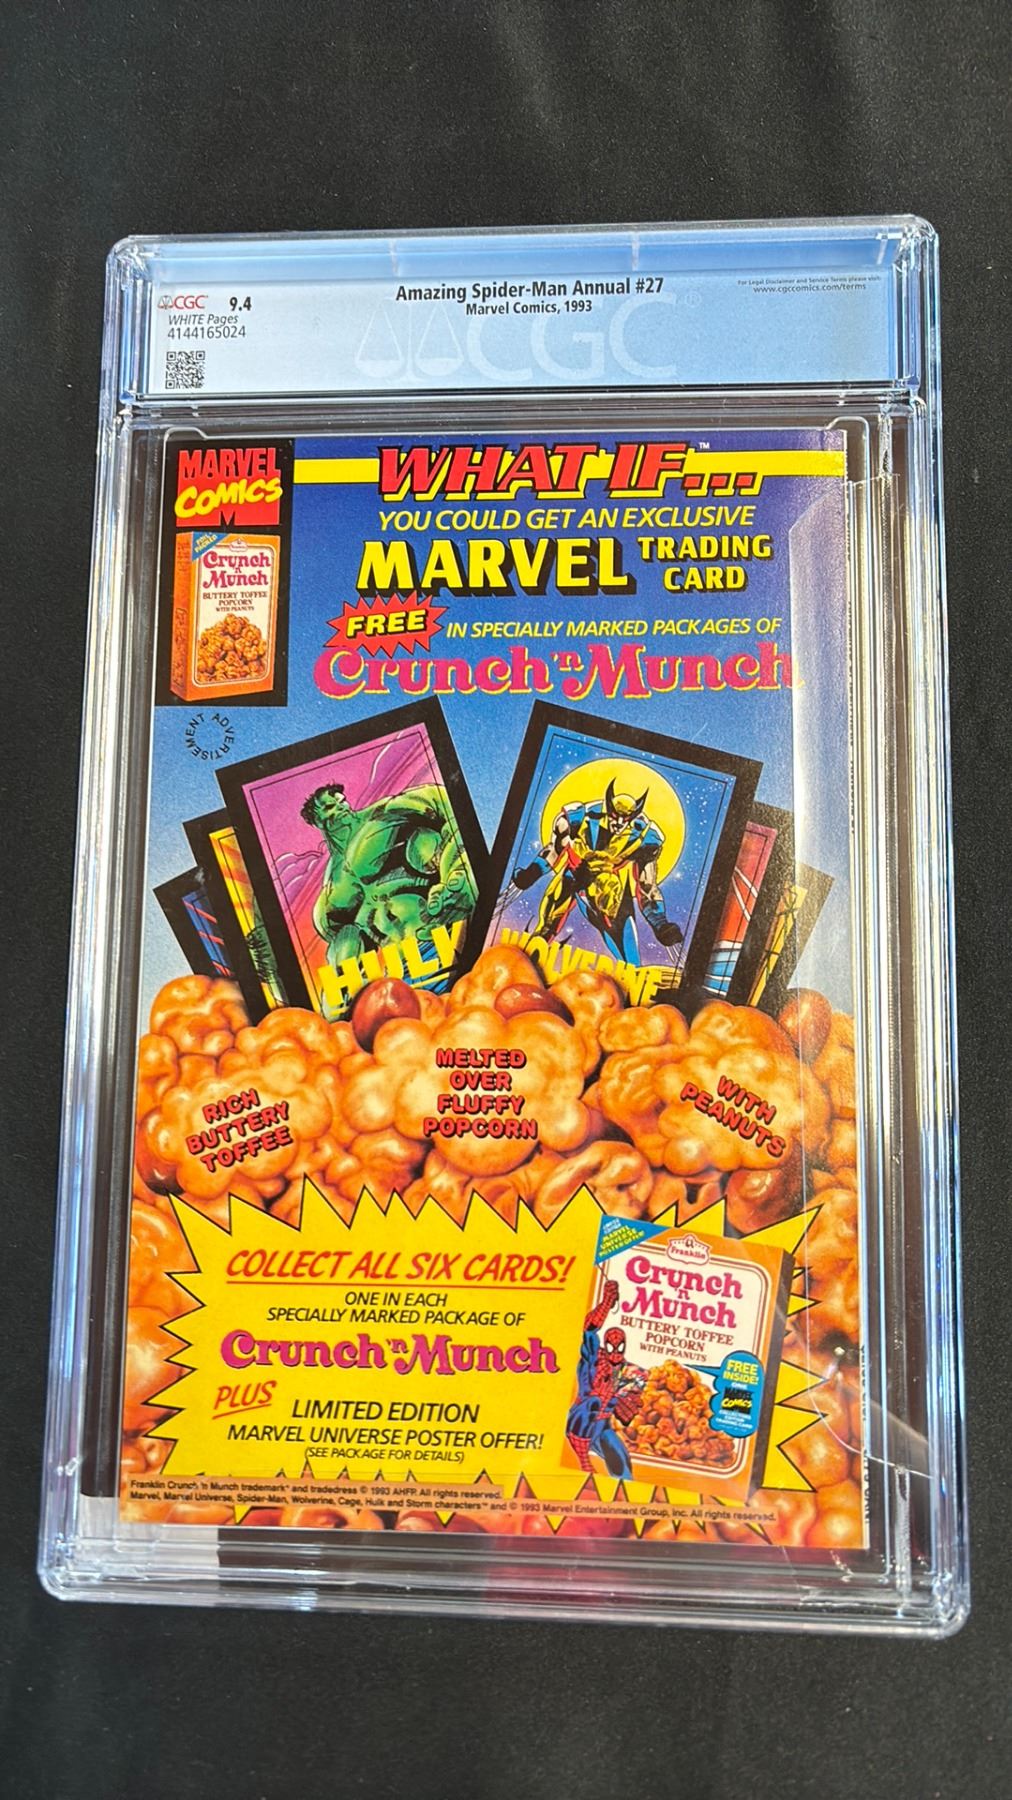 CGC 9.4
WHITE Pages
4144165024
Amazing Spider-Man Annual #27
Marvel Comics, 1993
For Legal Disclaimer and Service Terms please visit:
www.cgccomics.com/terms
CGC
MARVEL
COMICS
WHAT IF...™
YOU COULD GET AN EXCLUSIVE
MARVEL TRADING
CARD
FREE IN SPECIALLY MARKED PACKAGES OF
Crunch 'n Munch
Crunch
'n
Munch
BUTTERY TOFFEE
POPCORN
WITH PEANUTS
ADVERTISEMENT
HULK
WOLVERINE
RICH
BUTTERY
TOFFEE
MELTED
OVER
FLUFFY
POPCORN
WITH
PEANUTS
COLLECT ALL SIX CARDS!
ONE IN EACH
SPECIALLY MARKED PACKAGE OF
Crunch 'n Munch
PLUS
LIMITED EDITION
MARVEL UNIVERSE POSTER OFFER!
(SEE PACKAGE FOR DETAILS)
Franklin
Crunch
'n
Munch
BUTTERY TOFFEE
POPCORN
WITH PEANUTS
FREE
INSIDE!
ONE
MARVEL
COMICS
Franklin Crunch 'n Munch trademark* and tradedress © 1993 AHFP. All rights reserved.
Marvel, Marvel Universe, Spider-Man, Wolverine, Cage, Hulk and Storm characters™ and © 1993 Marvel Entertainment Group, Inc. All rights reserved.